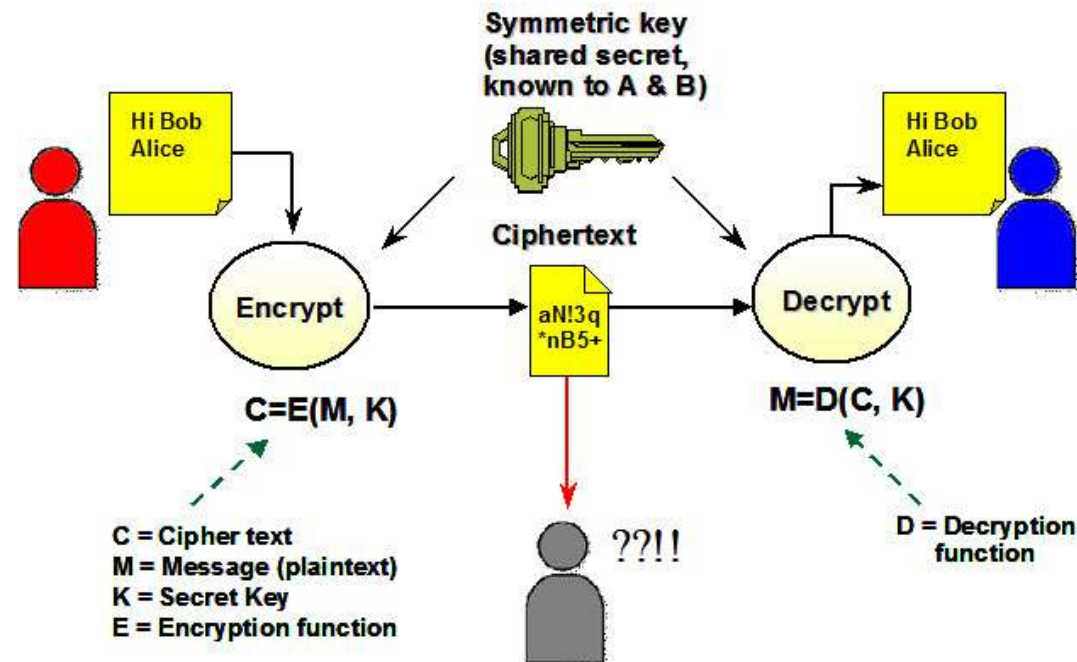 Symmetric key
(shared secret,
known to A & B)
Hi Bob
Alice
Hi Bob
Alice
Ciphertext
Encrypt
aN!3q
*nB5+
Decrypt
C=E(M, K)
M=D(C, K)
C = Cipher text
M = Message (plaintext)
K = Secret Key
E = Encryption function
??!!
D = Decryption
function